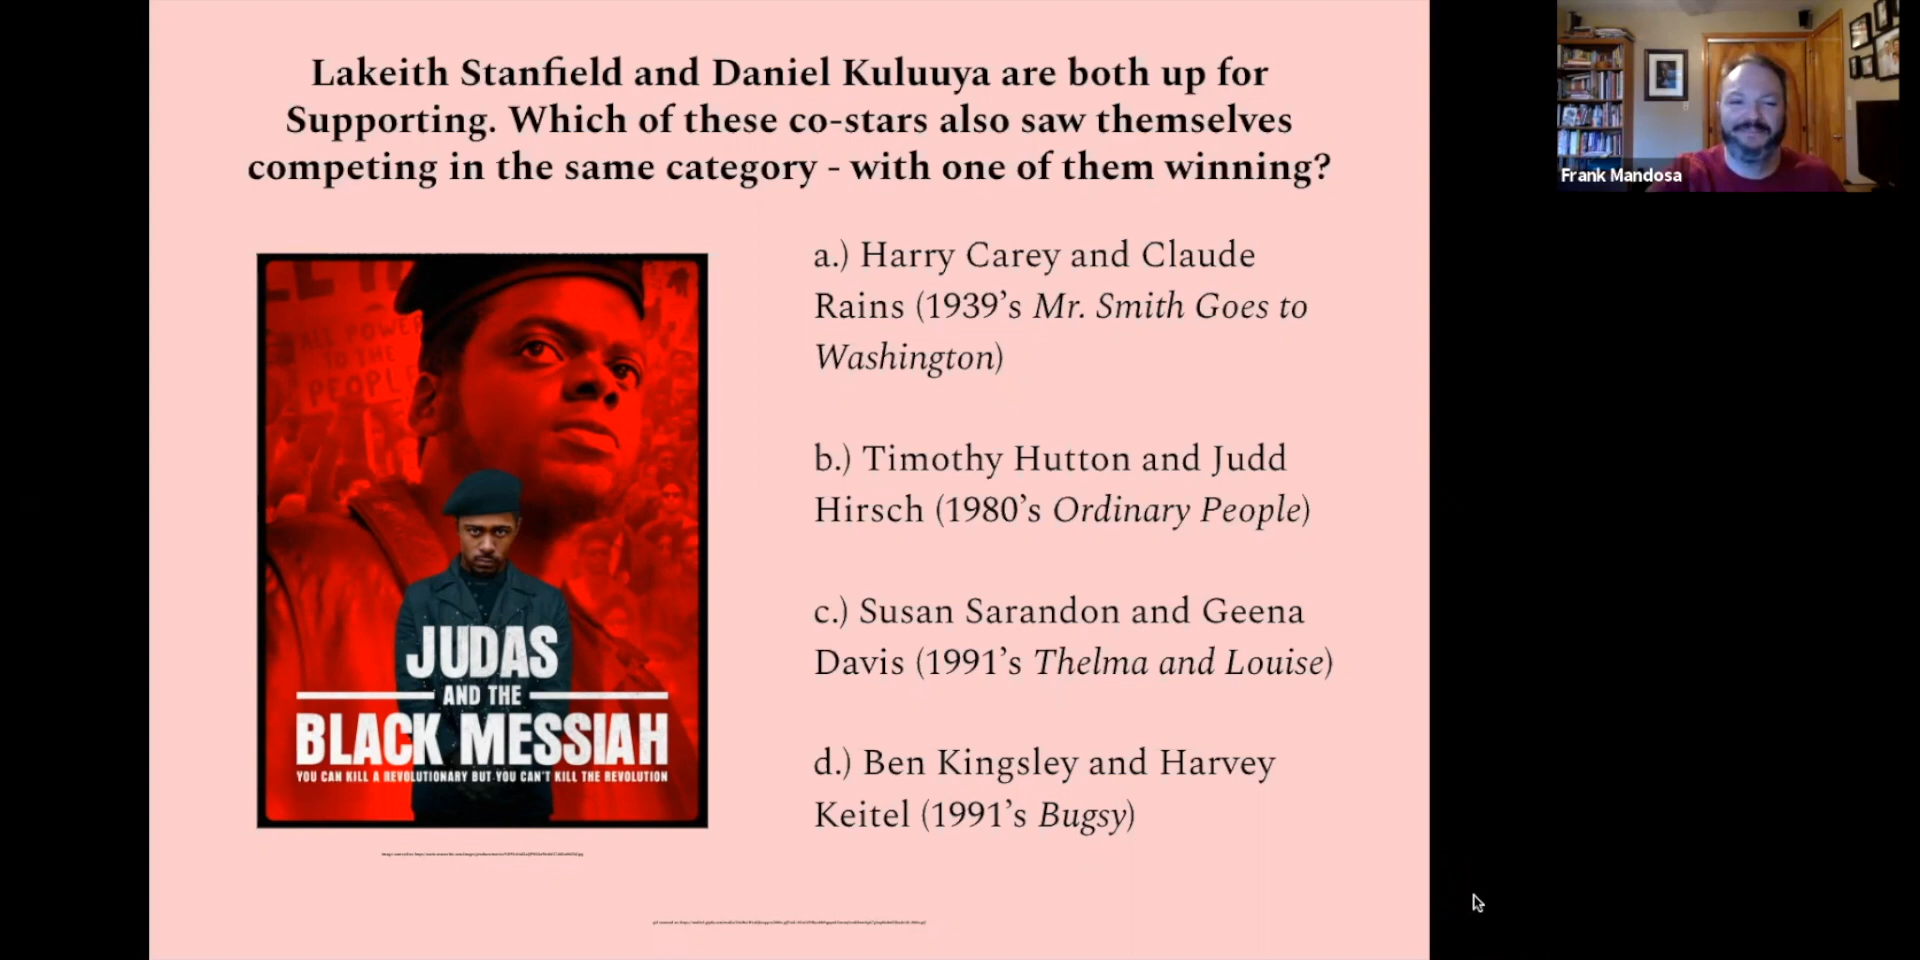 Lakeith Stanfield and Daniel Kuluuya are both up for
Supporting. Which of these co-stars also saw themselves
competing in the same category - with one of them winning?
Frank Mandosa
a.) Harry Carey and Claude
Rains (1939's Mr. Smith Goes to
Washington)
b.) Timothy Hutton and Judd
Hirsch (1980's Ordinary People)
c.) Susan Sarandon and Geena
Davis (1991's Thelma and Louise)
d.) Ben Kingsley and Harvey
Keitel (1991's Bugsy)
ALL POWER
TO THE
PEOPLE
JUDAS
AND THE
BLACK MESSIAH
YOU CAN KILL A REVOLUTIONARY BUT YOU CAN'T KILL THE REVOLUTION